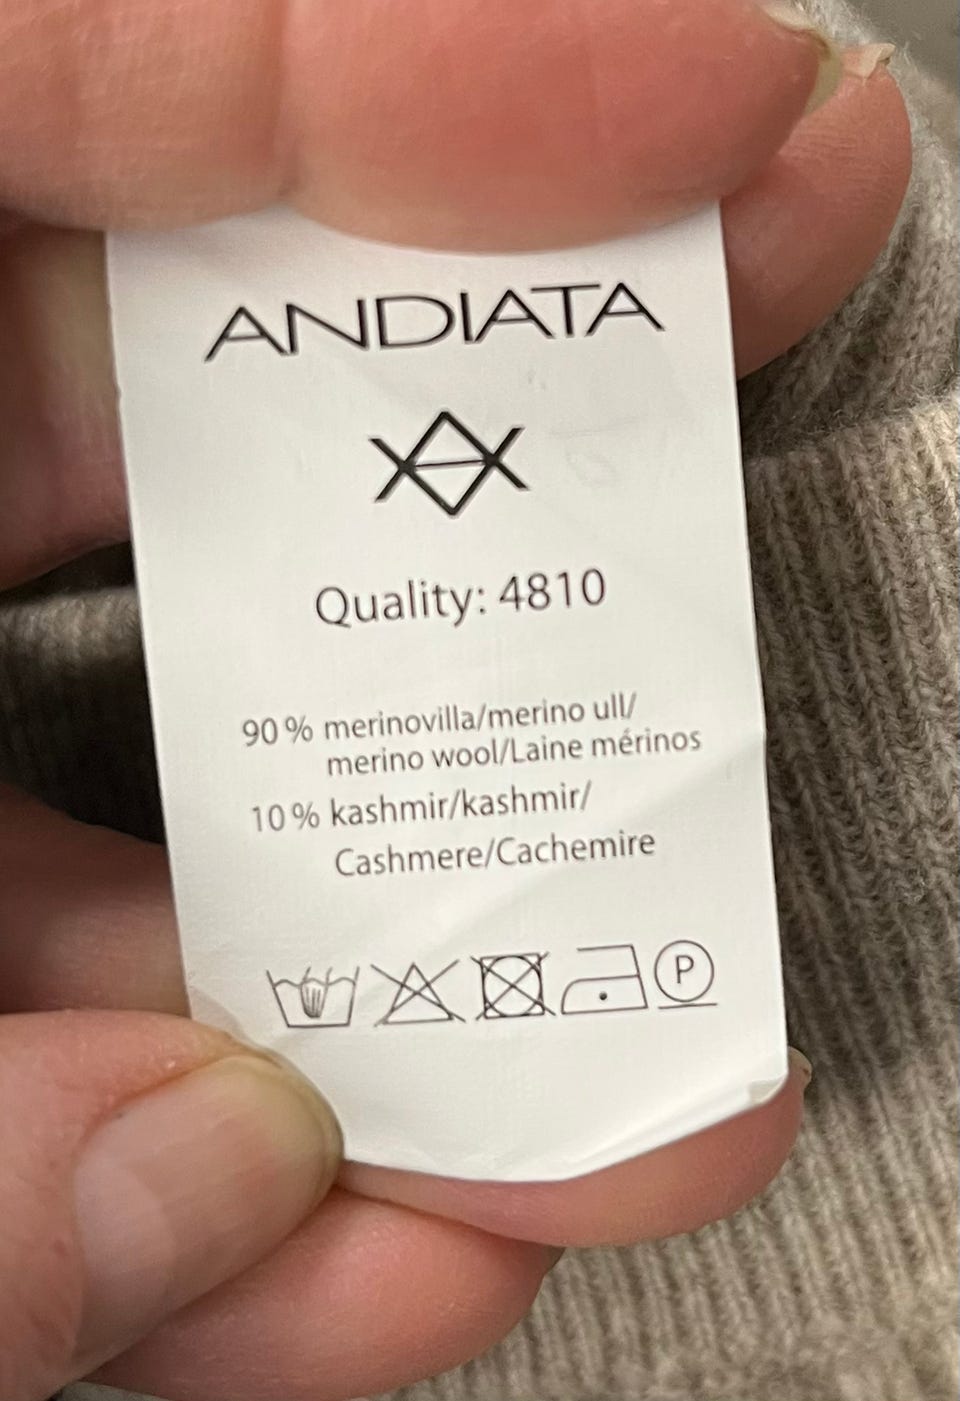 ANDIATA
Quality: 4810
90 % merinovilla/merino ull/
merino wool/Laine mérinos
10 % kashmir/kashmir/
Cashmere/Cachemire
P